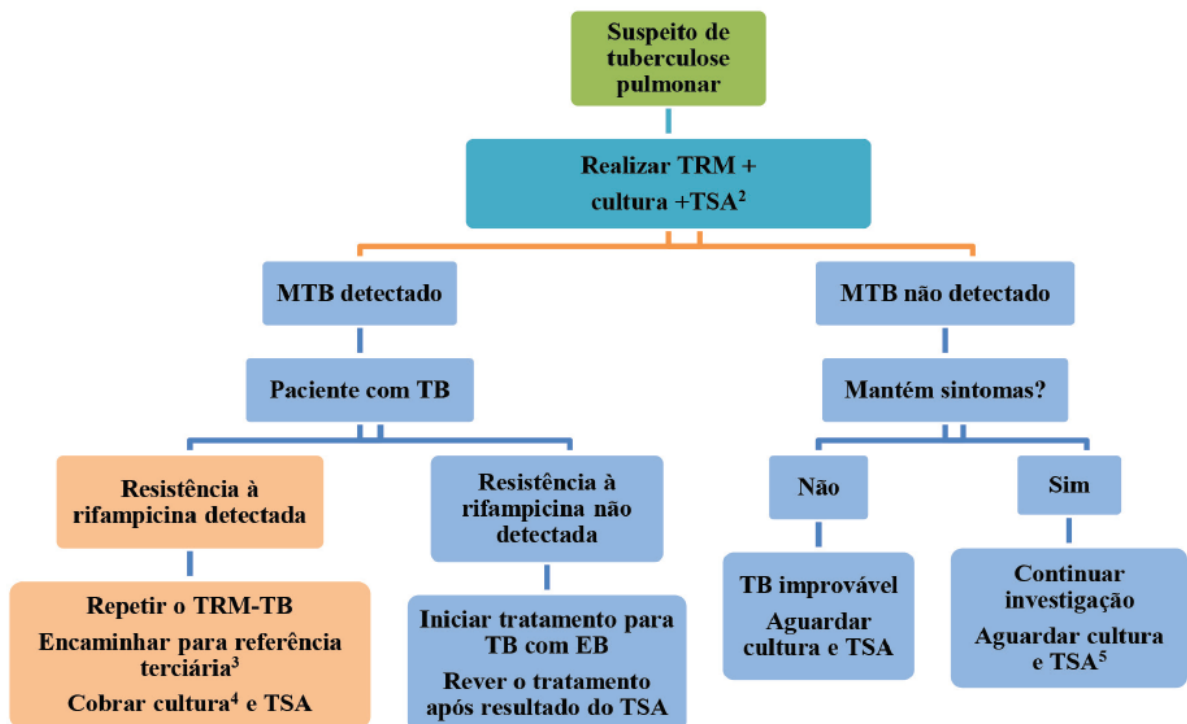 Suspeito de
tuberculose
pulmonar
Realizar TRM +
cultura +TSA²
MTB detectado
MTB não detectado
Paciente com TB
Mantém sintomas?
Resistência à
rifampicina detectada
Resistência à
rifampicina não
detectada
Não
Sim
Repetir o TRM-TB
Encaminhar para referência
terciária³
Cobrar cultura⁴ e TSA
Iniciar tratamento para
TB com EB
Rever o tratamento
após resultado do TSA
TB improvável
Aguardar
cultura e TSA
Continuar
investigação
Aguardar cultura
e TSA⁵